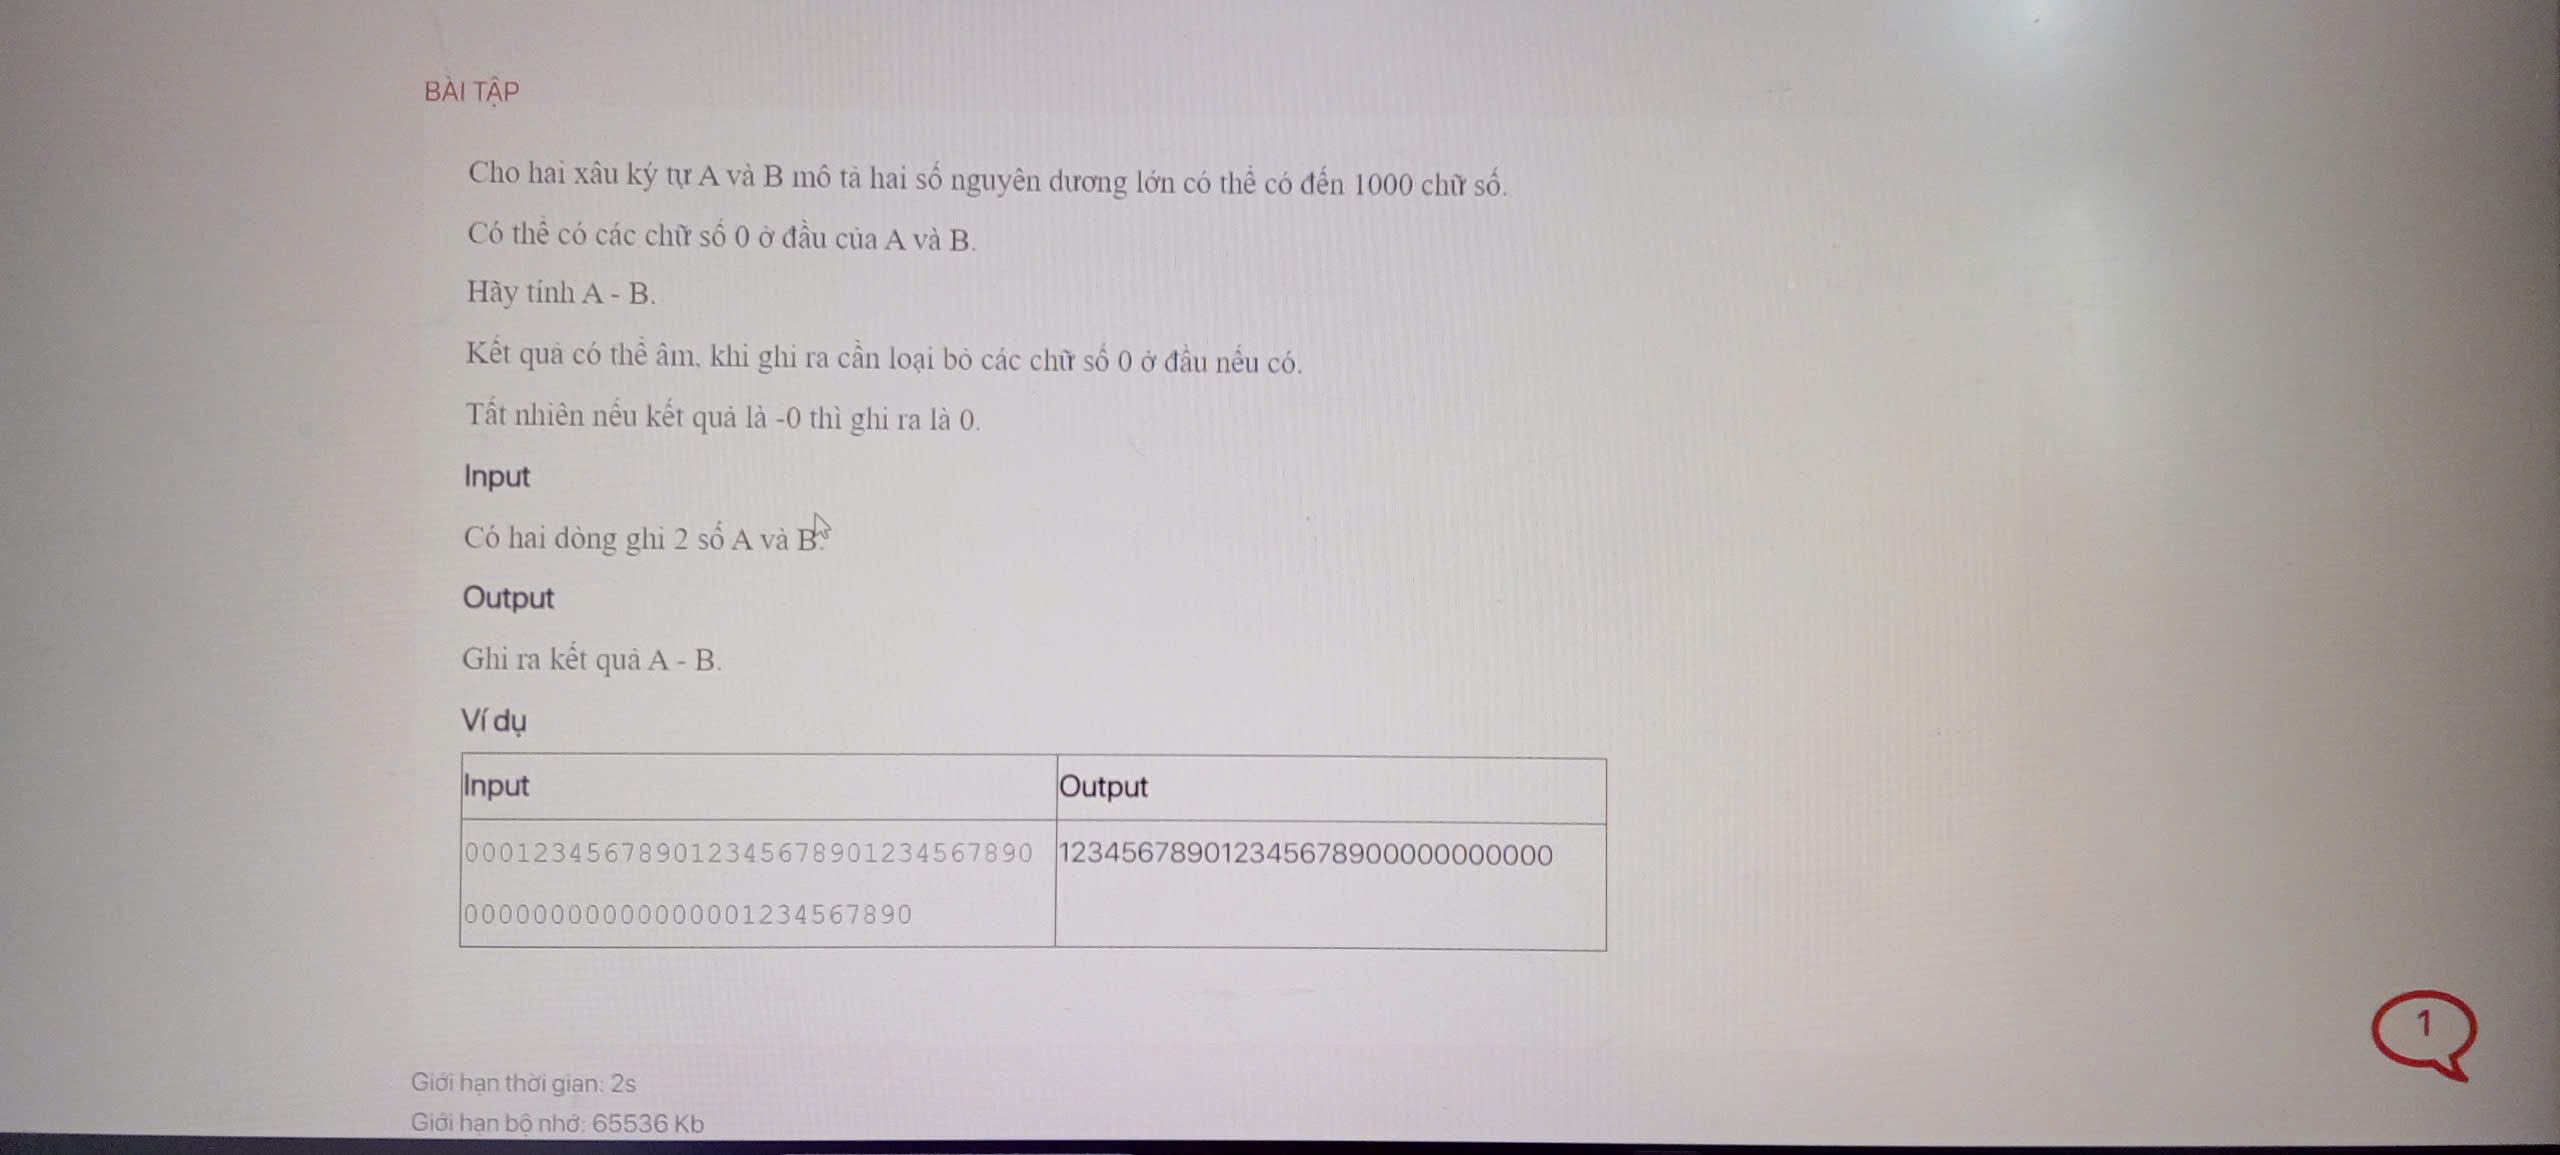 BÀI TẬP
Cho hai xâu ký tự A và B mô tả hai số nguyên dương lớn có thể có đến 1000 chữ số.
Có thể có các chữ số 0 ở đầu của A và B.
Hãy tính A - B.
Kết quả có thể âm, khi ghi ra cần loại bỏ các chữ số 0 ở đầu nếu có.
Tất nhiên nếu kết quả là -0 thì ghi ra là 0.
Input
Có hai dòng ghi 2 số A và B.
Output
Ghi ra kết quả A - B.
Ví dụ
Input Output
000123456789012345678901234567890 123456789012345678900000000000
00000000000000001234567890
1
Giới hạn thời gian: 2s
Giới hạn bộ nhớ: 65536 Kb